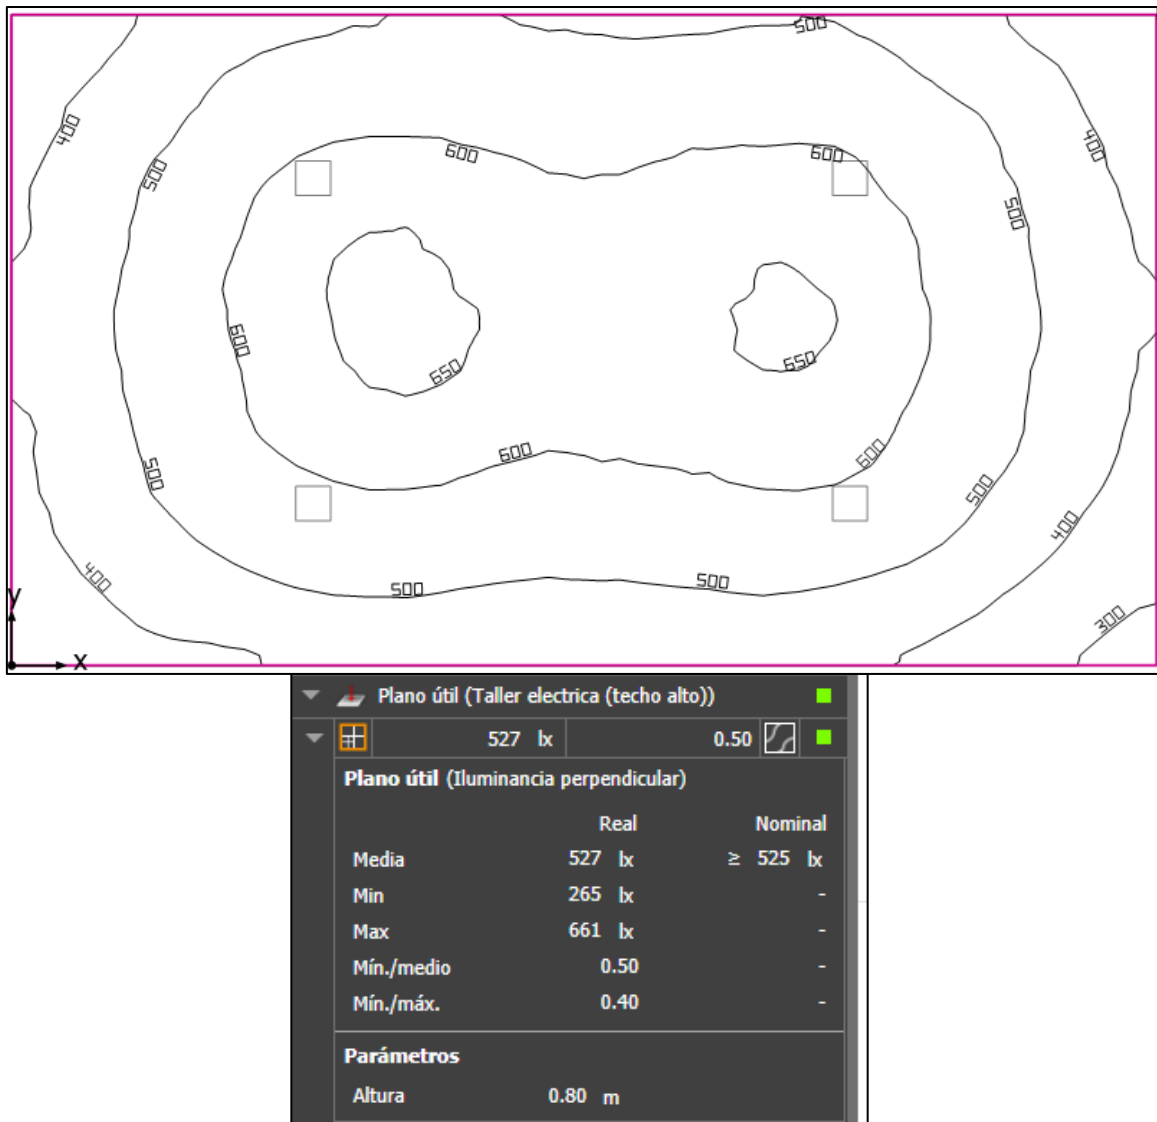 500
400
400
500
600
600
500
600
650
650
600
600
500
500
400
400
500
500
300
y
x
Plano útil (Taller electrica (techo alto))
527 lx 0.50
Plano útil (Iluminancia perpendicular)
Real Nominal
Media 527 lx ≥ 525 lx
Min 265 lx -
Max 661 lx -
Mín./medio 0.50 -
Mín./máx. 0.40 -
Parámetros
Altura 0.80 m